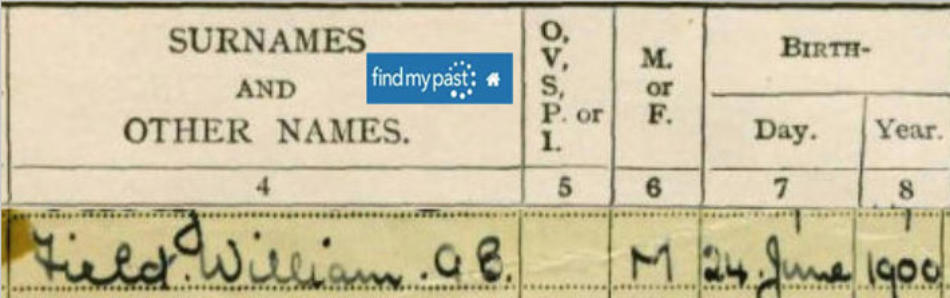 SURNAMES
AND
OTHER NAMES.
findmypast
O,
V,
S,
P. or
I.
M.
or
F.
BIRTH-
Day.
Year.
4
5
6
7
8
Field. William. A B.
M
24. June
1900